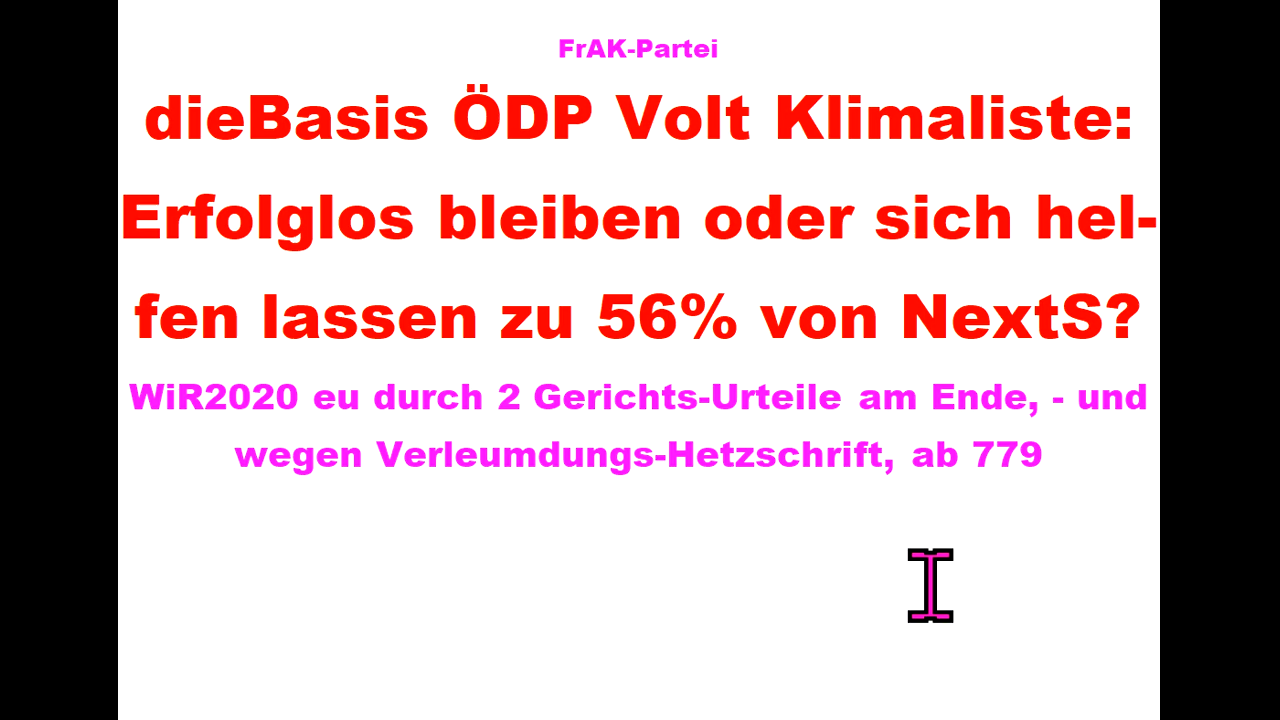 FrAK-Partei
dieBasis ÖDP Volt Klimaliste:
Erfolglos bleiben oder sich hel-
fen lassen zu 56% von NextS?
WiR2020 eu durch 2 Gerichts-Urteile am Ende, - und
wegen Verleumdungs-Hetzschrift, ab 779